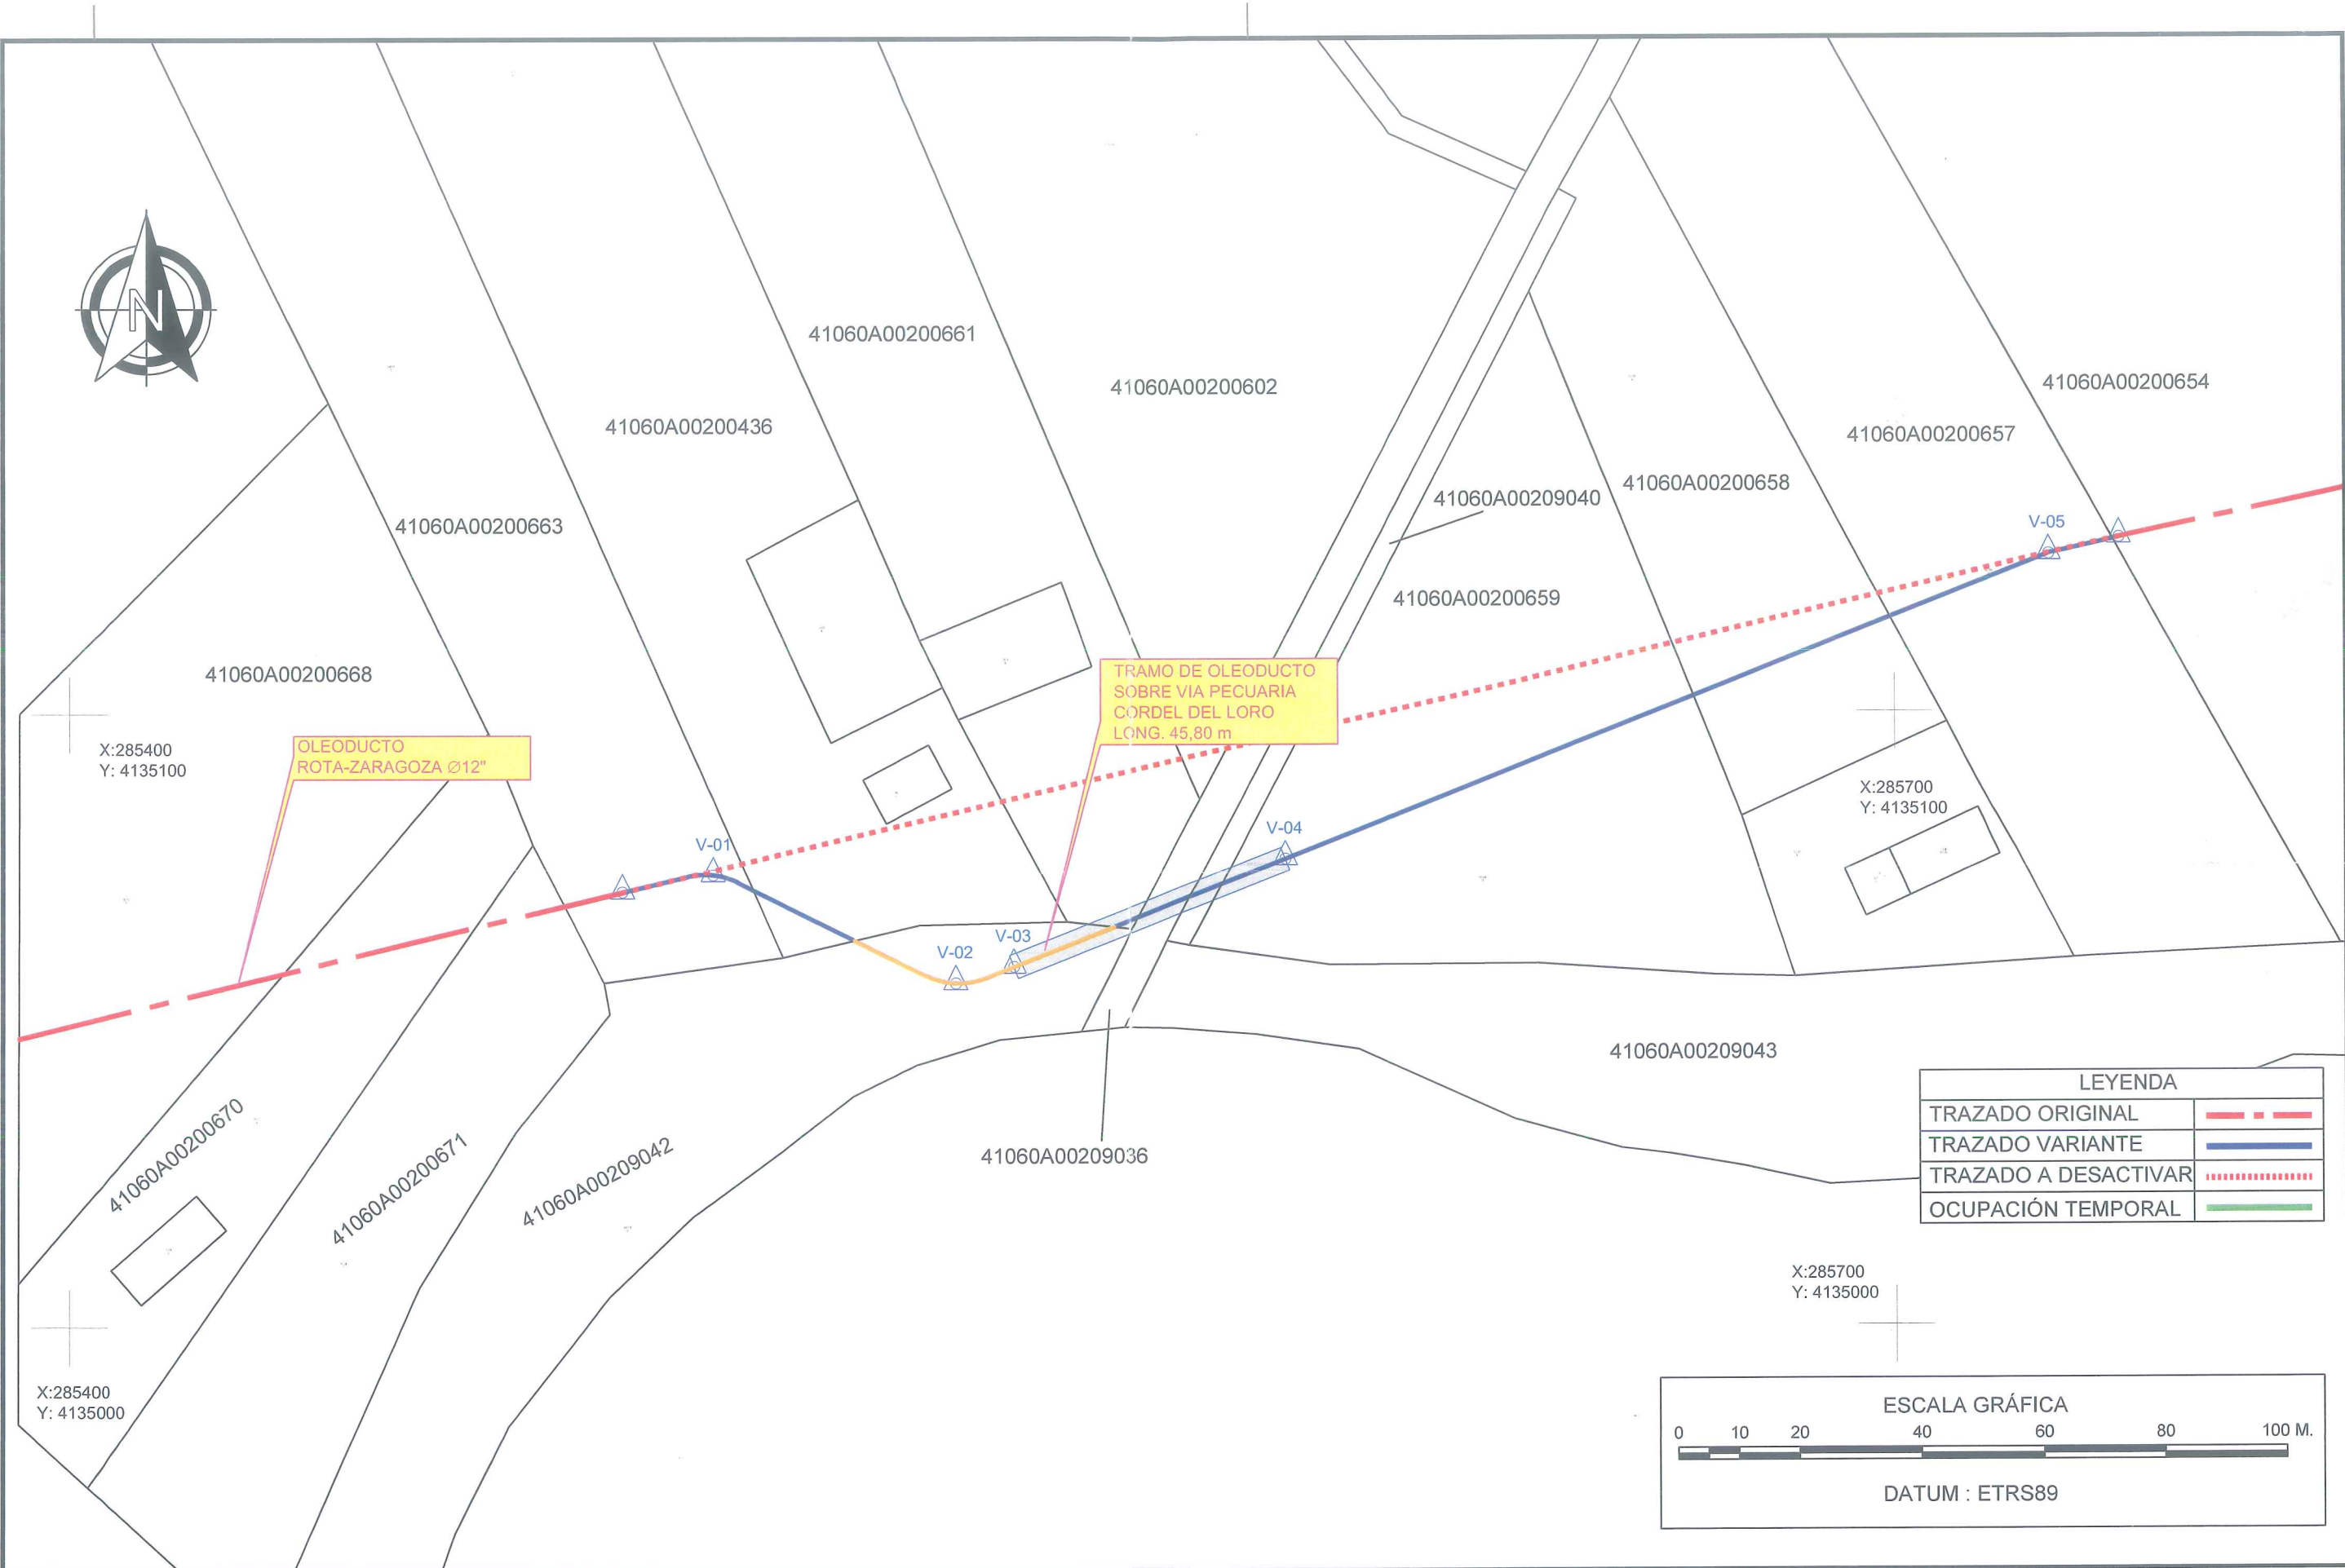 N
41060A00200661
41060A00200602
41060A00200654
41060A00200436
41060A00200657
41060A00200658
41060A00209040
41060A00200663
V-05
41060A00200659
41060A00200668
TRAMO DE OLEODUCTO
SOBRE VIA PECUARIA
CORDEL DEL LORO
LONG. 45,80 m
X:285400
Y: 4135100
OLEODUCTO
ROTA-ZARAGOZA Ø12"
X:285700
Y: 4135100
V-01
V-04
V-03
V-02
41060A00209043
41060A00200670
41060A00200671
41060A00209042
41060A00209036
LEYENDA
TRAZADO ORIGINAL
TRAZADO VARIANTE
TRAZADO A DESACTIVAR
OCUPACIÓN TEMPORAL
X:285700
Y: 4135000
X:285400
Y: 4135000
ESCALA GRÁFICA
0 10 20 40 60 80 100 M.
DATUM : ETRS89